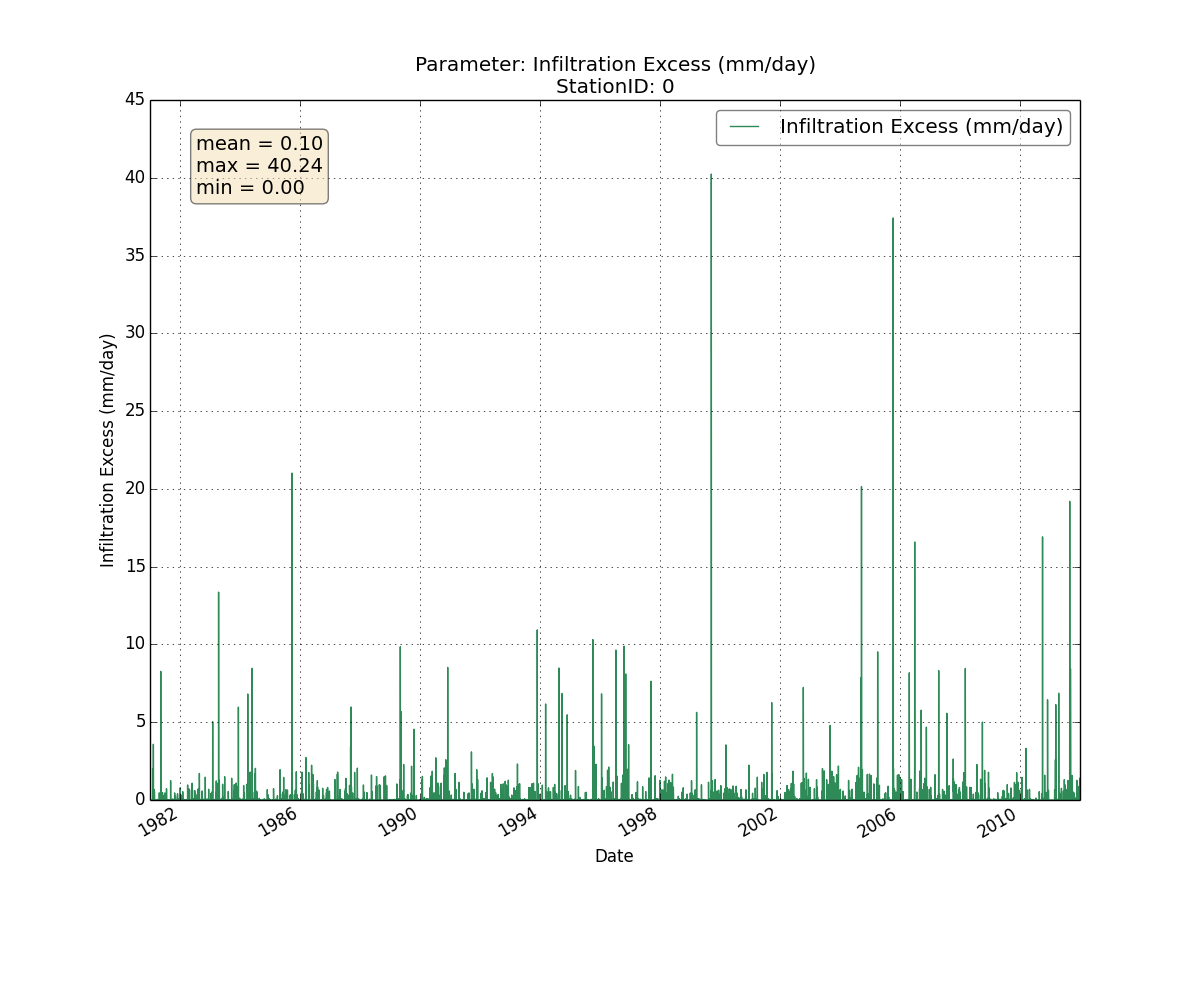 Parameter: Infiltration Excess (mm/day)
StationID: 0
Infiltration Excess (mm/day)
mean = 0.10
max = 40.24
min = 0.00
45
40
35
30
25
20
15
10
5
0
Infiltration Excess (mm/day)
1982
1986
1990
1994
1998
2002
2006
2010
Date